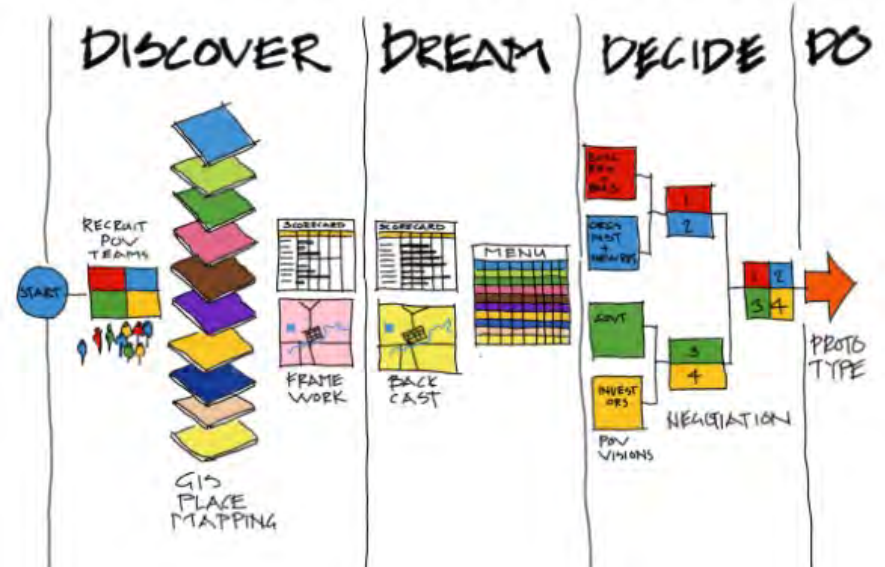 DISCOVER
DREAM
DECIDE
DO
START
RECRUIT
POV
TEAMS
GIS
PLACE
MAPPING
SCORECARD
FRAME
WORK
SCORECARD
BACK
CAST
MENU
ORGS
GOVT
INVEST
ORS
POV
VISIONS
1
2
3
4
NEGOTIATION
1 2
3 4
PROTO
TYPE